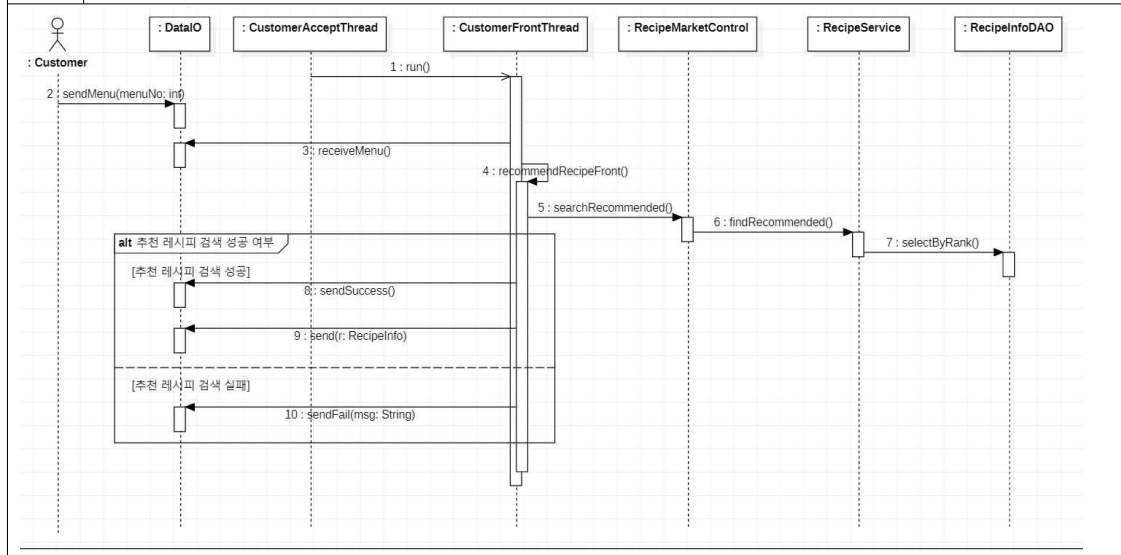 : DataIO
: CustomerAcceptThread
: CustomerFrontThread
: RecipeMarketControl
: RecipeService
: RecipeInfoDAO
: Customer
1 : run()
2 : sendMenu(menuNo: int)
3 : receiveMenu()
4 : recommendRecipeFront()
5 : searchRecommended()
6 : findRecommended()
7 : selectByRank()
alt 추천 레시피 검색 성공 여부
[추천 레시피 검색 성공]
8 : sendSuccess()
9 : send(r: RecipeInfo)
[추천 레시피 검색 실패]
10 : sendFail(msg: String)